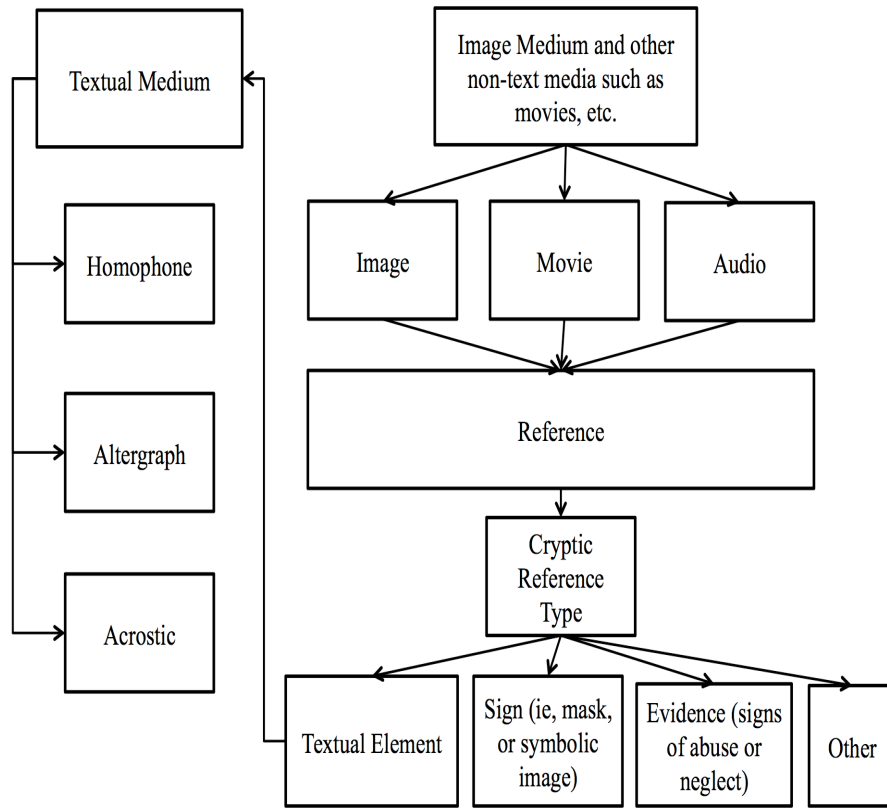 Textual Medium
Image Medium and other
non-text media such as
movies, etc.
Homophone
Image
Movie
Audio
Altergraph
Reference
Cryptic
Reference
Type
Acrostic
Textual Element
Sign (ie, mask,
or symbolic
image)
Evidence (signs
of abuse or
neglect)
Other